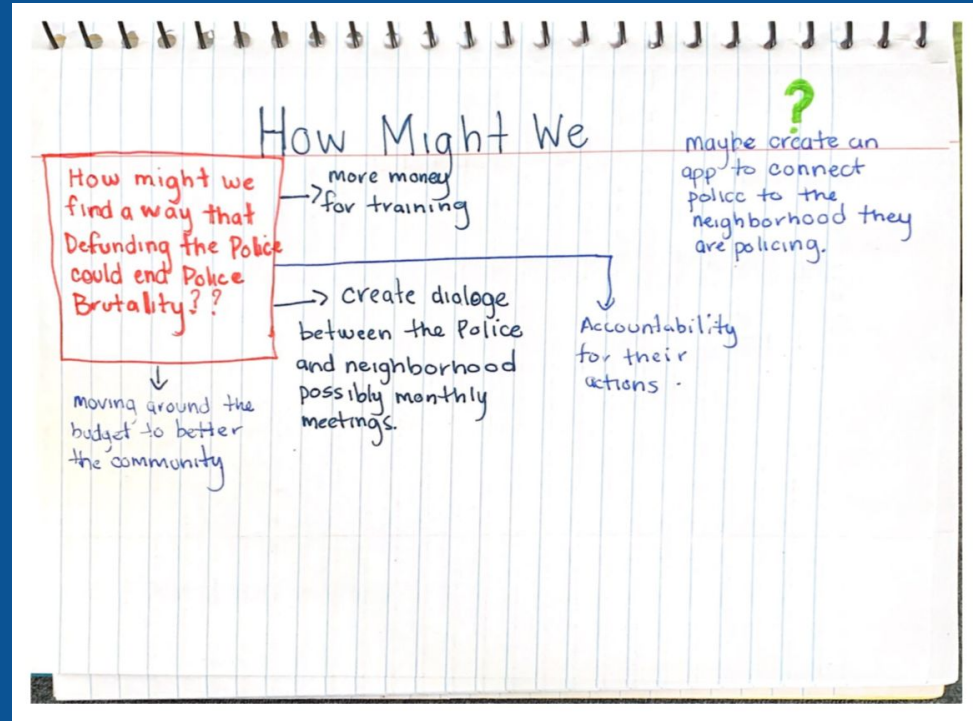 How Might We
?
How might we
find a way that
Defunding the Police
could end Police
Brutality??
more money
for training
maybe create an
app to connect
police to the
neighborhood they
are policing.
create dialoge
between the Police
and neighborhood
possibly monthly
meetings.
Accountability
for their
actions.
moving around the
budget to better
the community